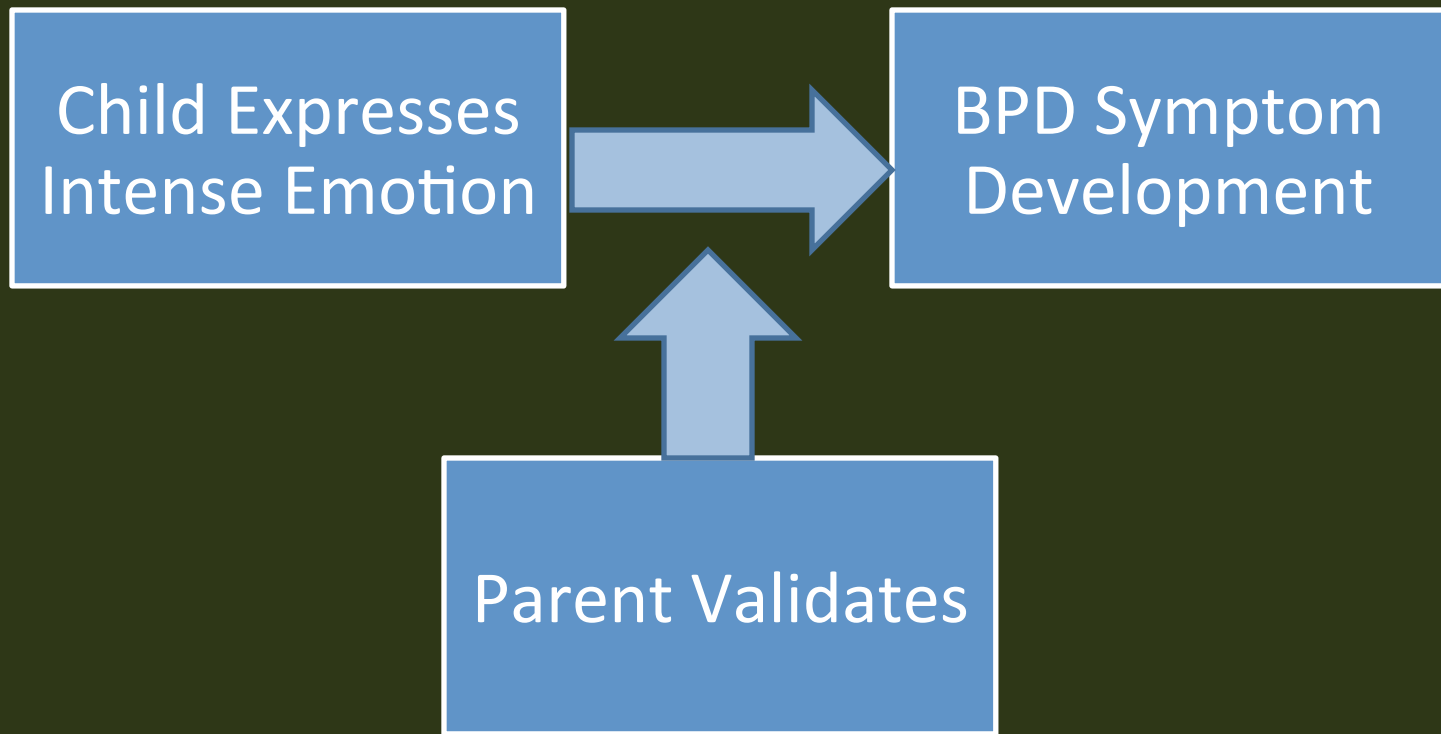 Child Expresses
Intense Emotion
BPD Symptom
Development
Parent Validates